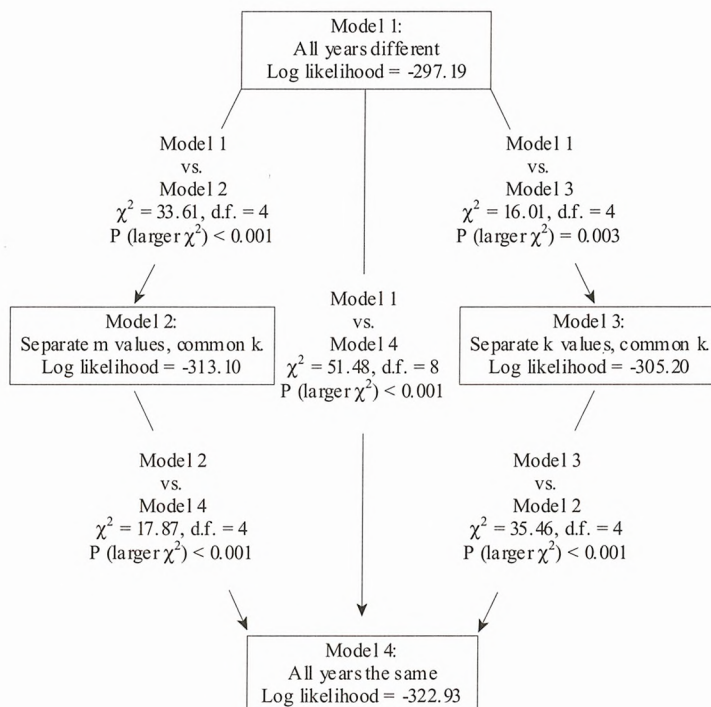 Model 1:
All years different
Log likelihood = -297.19
Model 1
vs.
Model 2
χ² = 33.61, d.f. = 4
P (larger χ²) < 0.001
Model 1
vs.
Model 3
χ² = 16.01, d.f. = 4
P (larger χ²) = 0.003
Model 1
vs.
Model 4
χ² = 51.48, d.f. = 8
P (larger χ²) < 0.001
Model 2:
Separate m values, common k.
Log likelihood = -313.10
Model 3:
Separate k values, common k.
Log likelihood = -305.20
Model 2
vs.
Model 4
χ² = 17.87, d.f. = 4
P (larger χ²) < 0.001
Model 3
vs.
Model 2
χ² = 35.46, d.f. = 4
P (larger χ²) < 0.001
Model 4:
All years the same
Log likelihood = -322.93